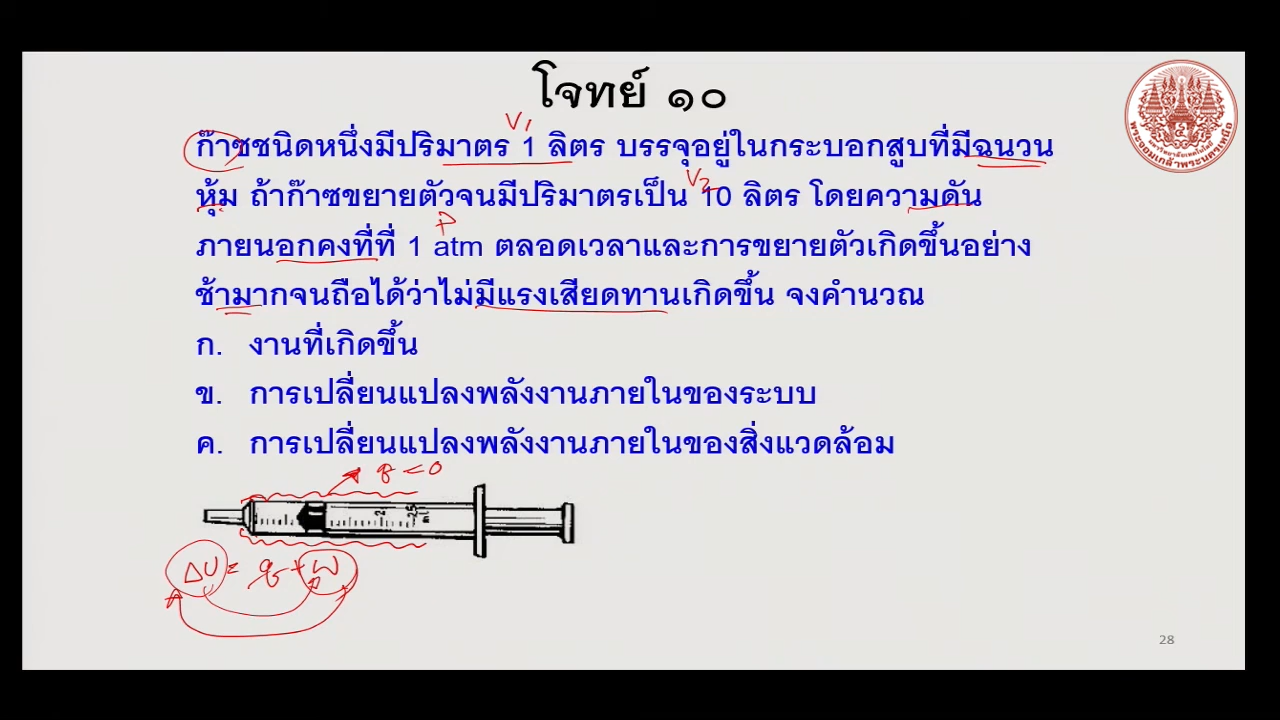 โจทย์ ๑๐
V1
ก๊าซชนิดหนึ่งมีปริมาตร 1 ลิตร บรรจุอยู่ในกระบอกสูบที่มีฉนวน
V2
หุ้ม ถ้าก๊าซขยายตัวจนมีปริมาตรเป็น 10 ลิตร โดยความดัน
P
ภายนอกคงที่ที่ 1 atm ตลอดเวลาและการขยายตัวเกิดขึ้นอย่าง
ช้ามากจนถือได้ว่าไม่มีแรงเสียดทานเกิดขึ้น จงคำนวณ
ก. งานที่เกิดขึ้น
ข. การเปลี่ยนแปลงพลังงานภายในของระบบ
ค. การเปลี่ยนแปลงพลังงานภายในของสิ่งแวดล้อม
q = 0
2 2.5 ml
ΔU = q + W
28